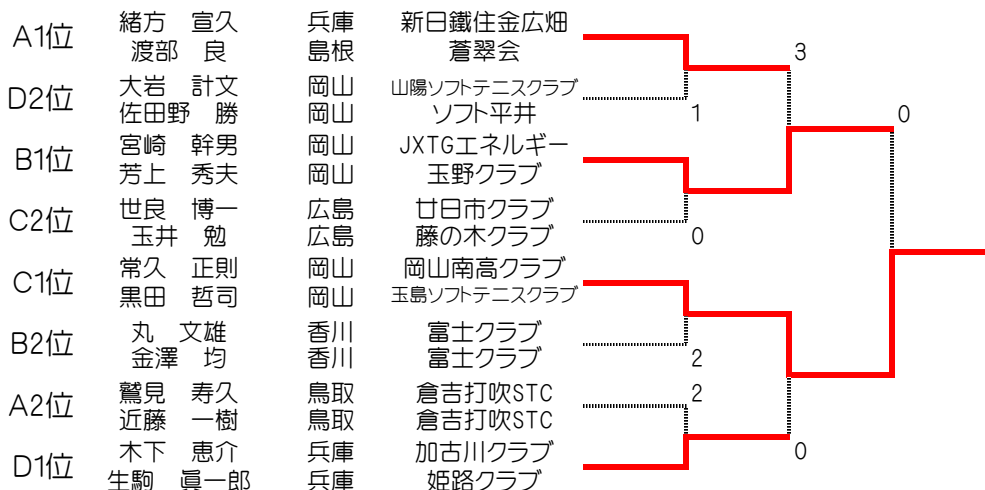 A1位 緒方 宣久 兵庫 新日鐵住金広畑
渡部 良 島根 蒼翠会
3
D2位 大岩 計文 岡山 山陽ソフトテニスクラブ
佐田野 勝 岡山 ソフト平井
1
0
B1位 宮崎 幹男 岡山 JXTGエネルギー
芳上 秀夫 岡山 玉野クラブ
C2位 世良 博一 広島 廿日市クラブ
玉井 勉 広島 藤の木クラブ
0
C1位 常久 正則 岡山 岡山南高クラブ
黒田 哲司 岡山 玉島ソフトテニスクラブ
B2位 丸 文雄 香川 富士クラブ
金澤 均 香川 富士クラブ
2
A2位 鷲見 寿久 鳥取 倉吉打吹STC
近藤 一樹 鳥取 倉吉打吹STC
2
D1位 木下 恵介 兵庫 加古川クラブ
生駒 眞一郎 兵庫 姫路クラブ
0